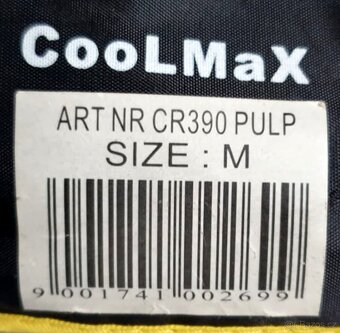 CooLMaX
ART NR CR390 PULP
SIZE : M
9 001741 002699